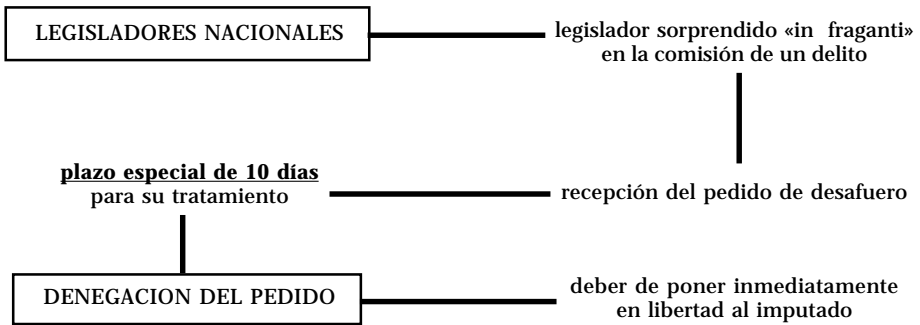 LEGISLADORES NACIONALES
legislador sorprendido «in fraganti»
en la comisión de un delito
plazo especial de 10 días
para su tratamiento
recepción del pedido de desafuero
DENEGACION DEL PEDIDO
deber de poner inmediatamente
en libertad al imputado